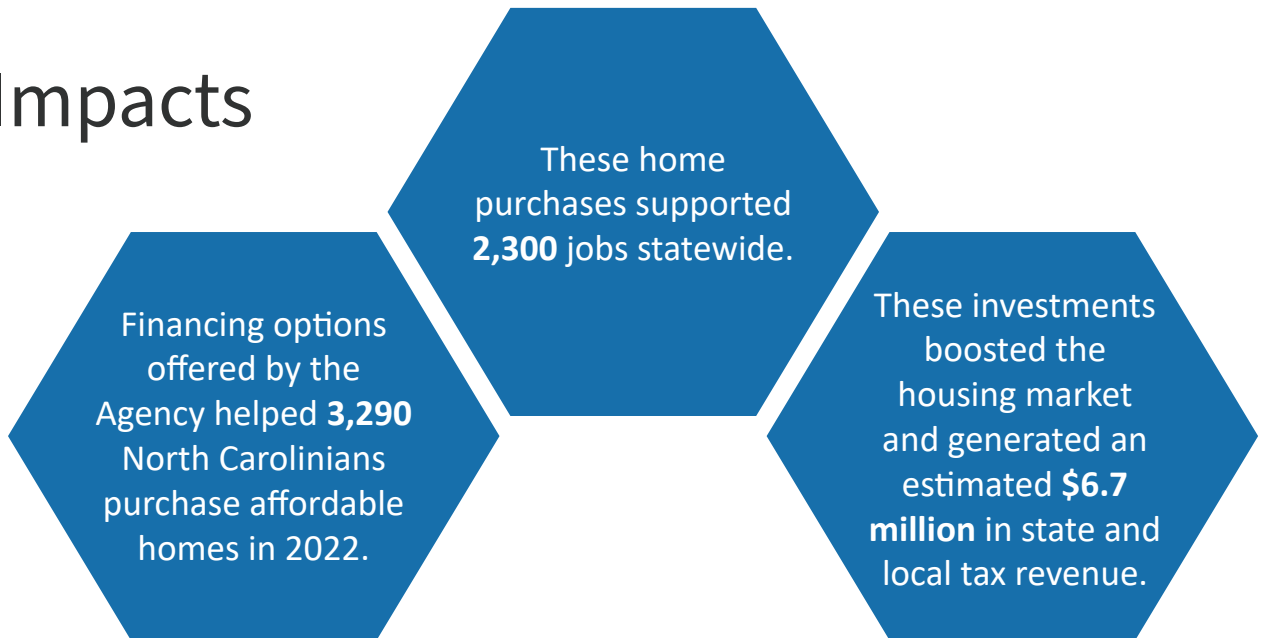 Impacts
Financing options
offered by the
Agency helped 3,290
North Carolinians
purchase affordable
homes in 2022.
These home
purchases supported
2,300 jobs statewide.
These investments
boosted the
housing market
and generated an
estimated $6.7
million in state and
local tax revenue.